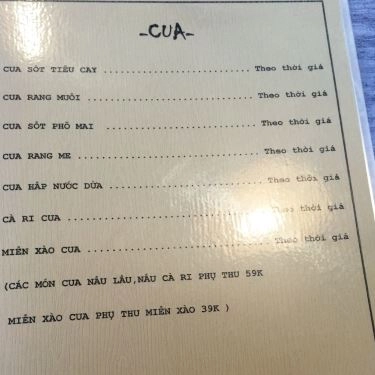 -CUA-
CUA SỐT TIÊU CAY ........................... Theo thời giá
CUA RANG MUỐI ............................... Theo thời giá
CUA SỐT PHÔ MAI ........................... Theo thời giá
CUA RANG ME ................................ Theo thời giá
CUA HẤP NƯỚC DỪA ........................... Theo thời giá
CÀ RI CUA .................................. Theo thời giá
MIẾN XÀO CUA ............................... Theo thời giá
(CÁC MÓN CUA NẤU LẨU,NẤU CÀ RI PHỤ THU 59K
MIẾN XÀO CUA PHỤ THU MIẾN XÀO 39K )